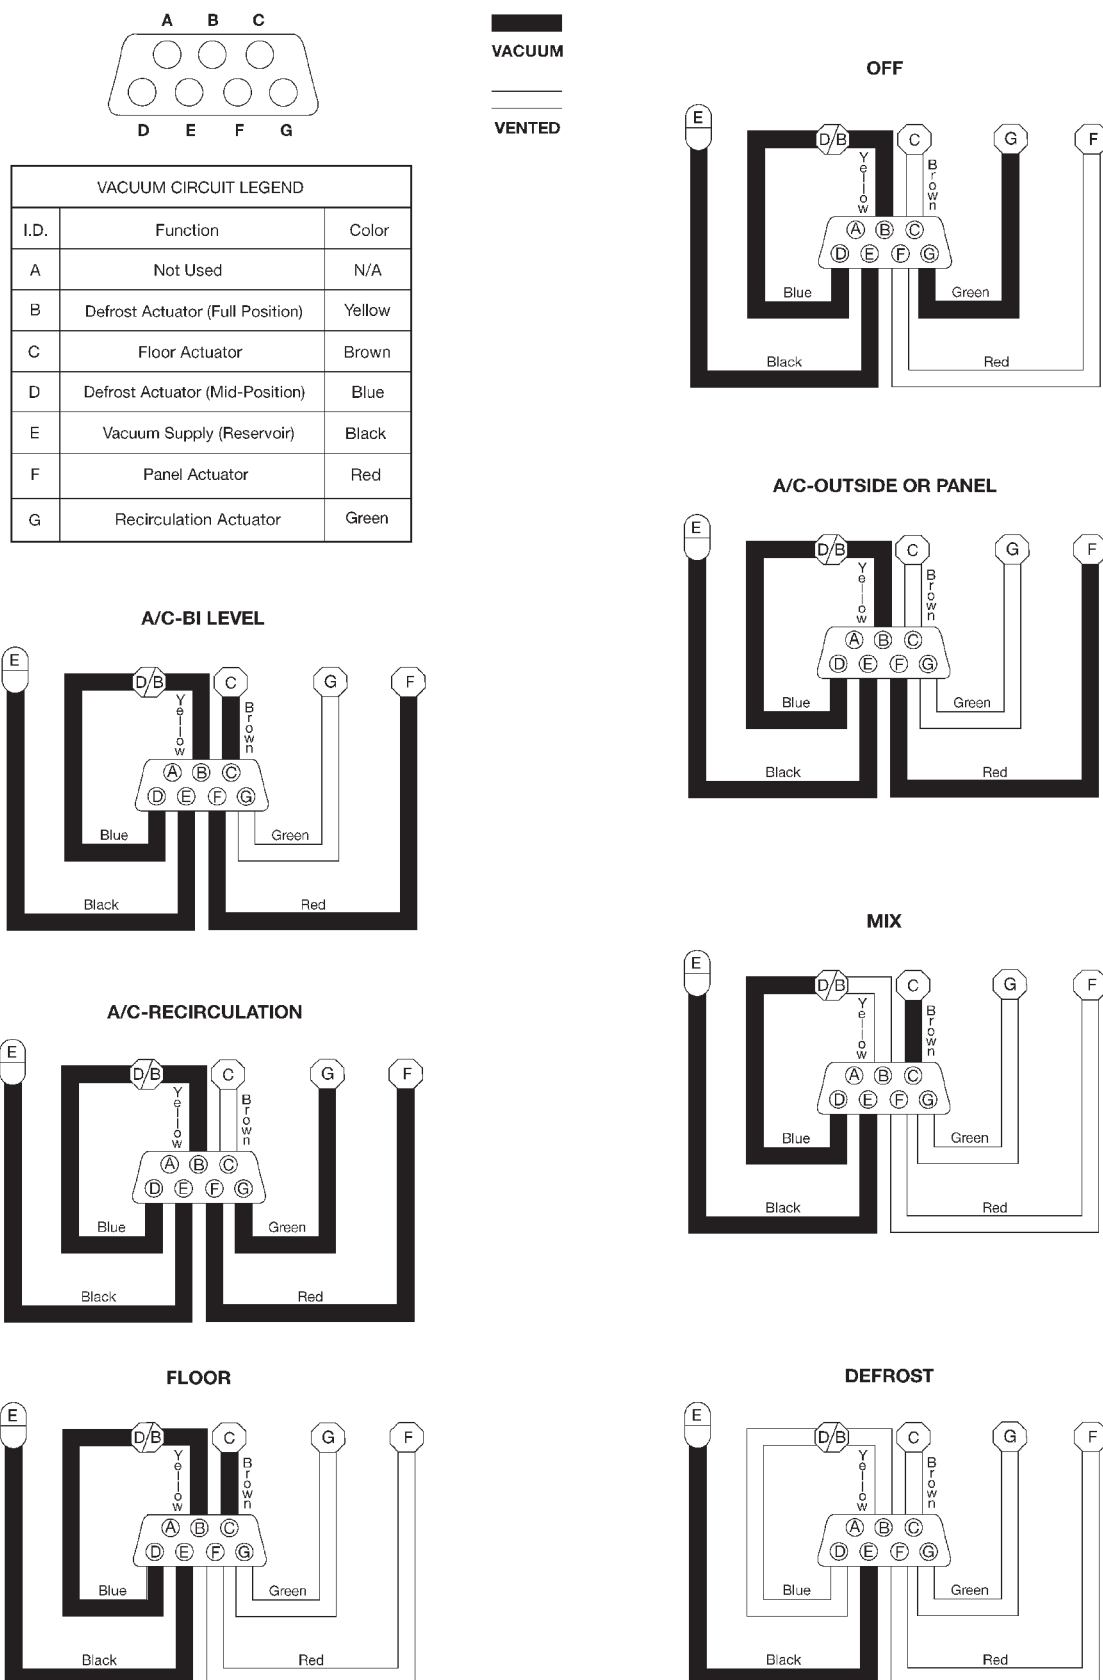 A B C
D E F G
VACUUM
VENTED
VACUUM CIRCUIT LEGEND
I.D. Function Color
A Not Used N/A
B Defrost Actuator (Full Position) Yellow
C Floor Actuator Brown
D Defrost Actuator (Mid-Position) Blue
E Vacuum Supply (Reservoir) Black
F Panel Actuator Red
G Recirculation Actuator Green
OFF
E D/B C G F
Yellow Brown
A B C
D E F G
Blue Green
Black Red
A/C-OUTSIDE OR PANEL
E D/B C G F
Yellow Brown
A B C
D E F G
Blue Green
Black Red
A/C-BI LEVEL
E D/B C G F
Yellow Brown
A B C
D E F G
Blue Green
Black Red
MIX
E D/B C G F
Yellow Brown
A B C
D E F G
Blue Green
Black Red
A/C-RECIRCULATION
E D/B C G F
Yellow Brown
A B C
D E F G
Blue Green
Black Red
FLOOR
E D/B C G F
Yellow Brown
A B C
D E F G
Blue Green
Black Red
DEFROST
E D/B C G F
Yellow Brown
A B C
D E F G
Blue Green
Black Red